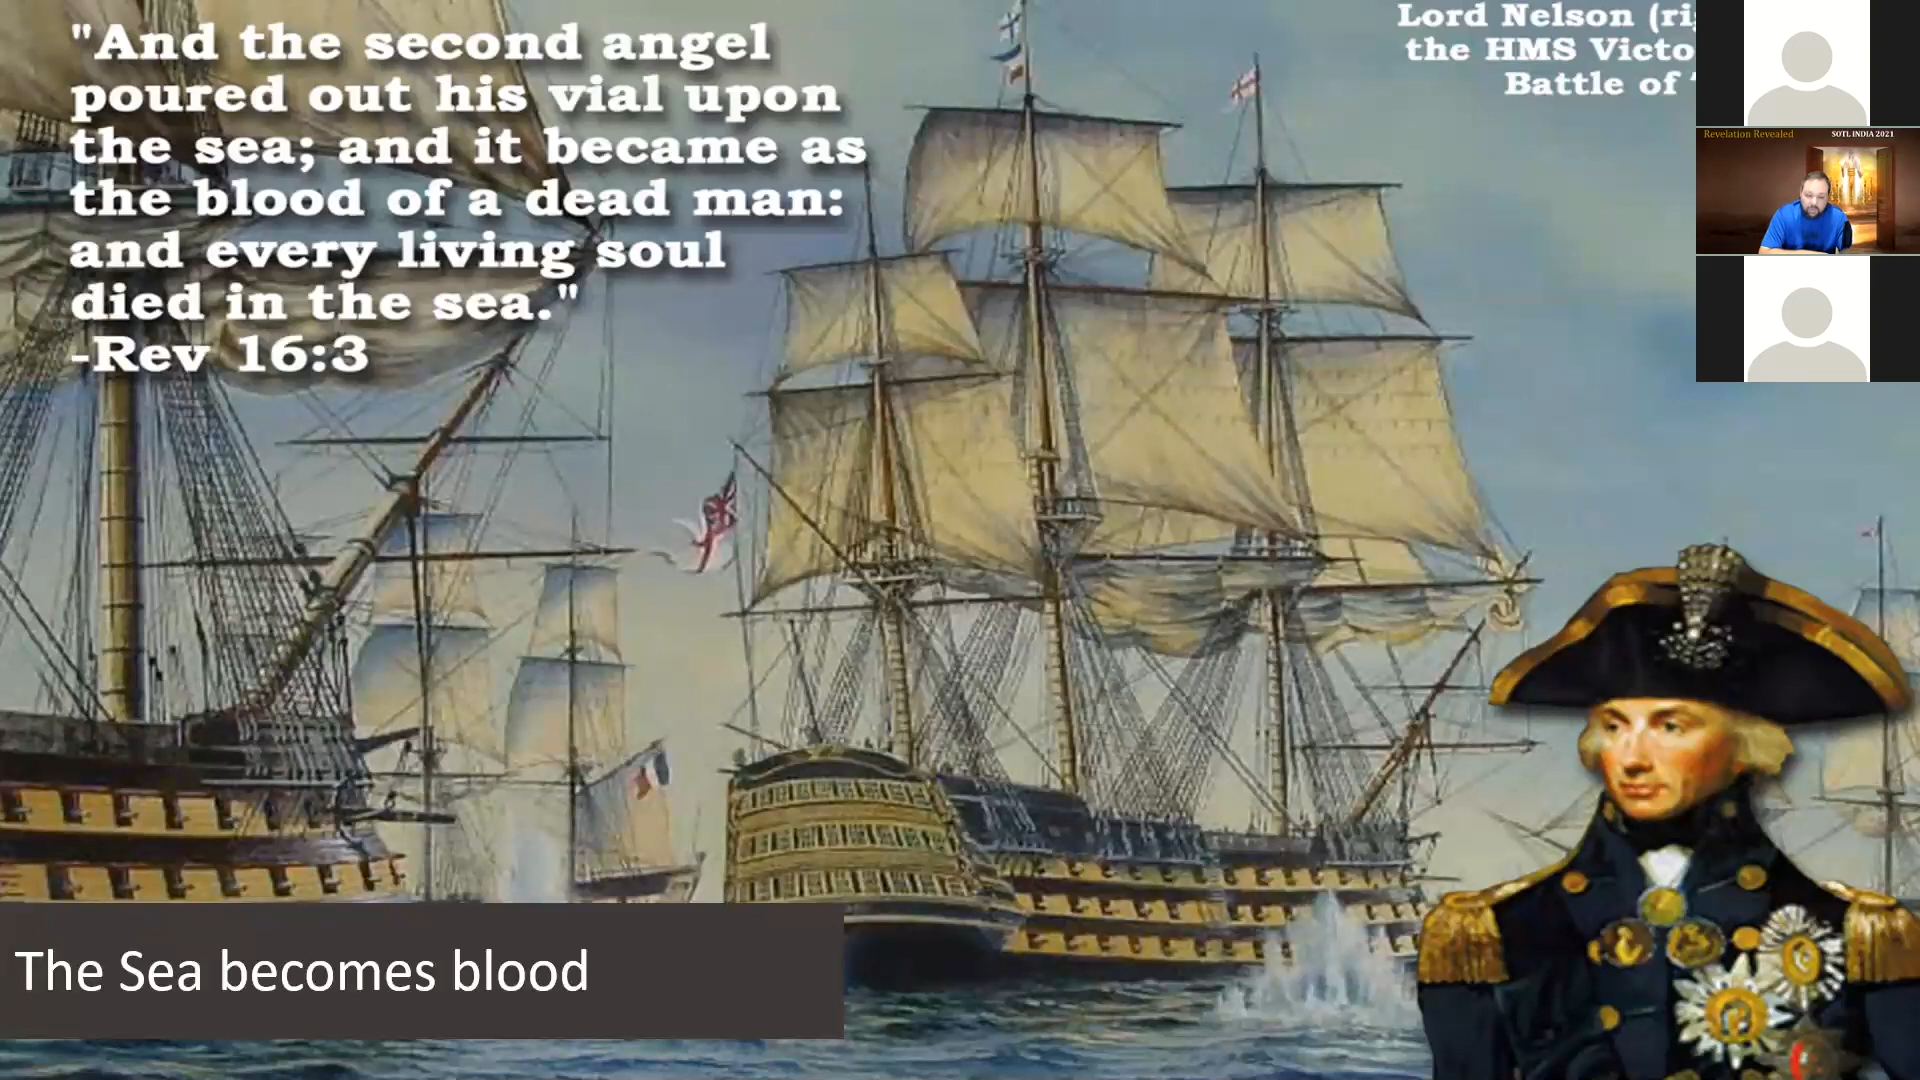 "And the second angel
poured out his vial upon
the sea; and it became as
the blood of a dead man:
and every living soul
died in the sea."
-Rev 16:3
Lord Nelson
the HMS
Battle of
Revelation Revealed
SOTL INDIA 2021
The Sea becomes blood